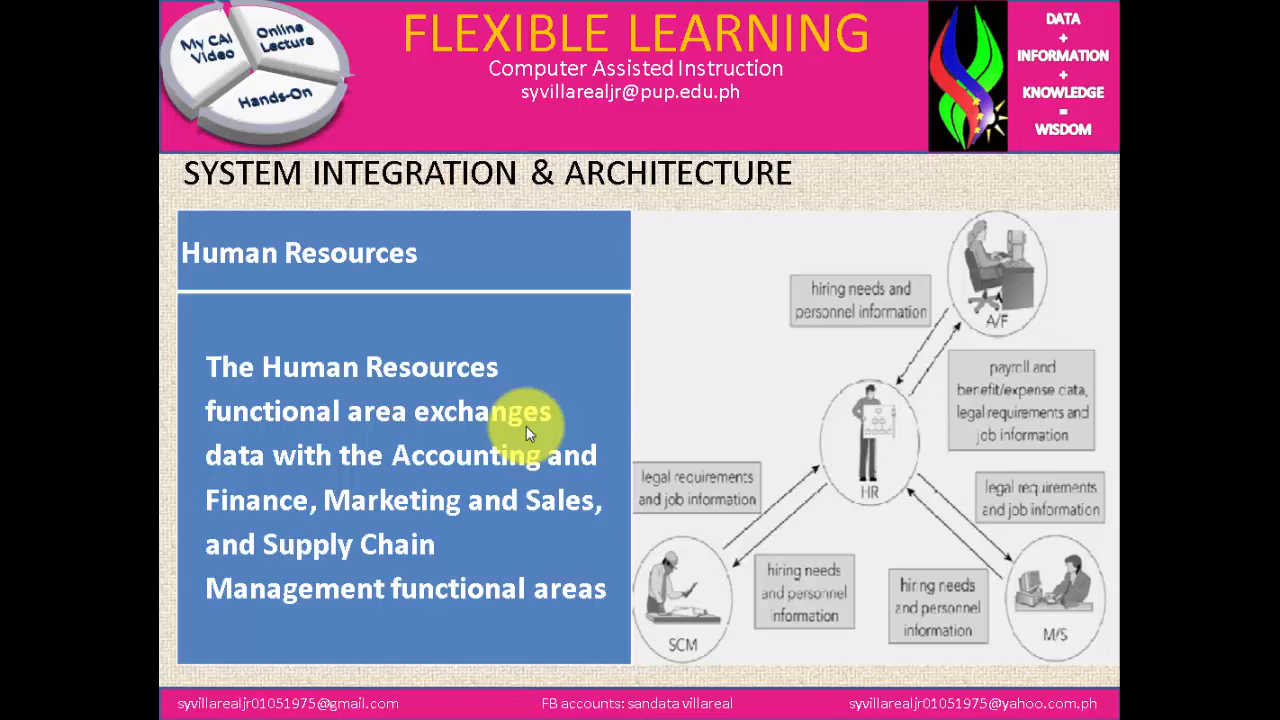 My CAI
Video
Online
Lecture
Hands-On
FLEXIBLE LEARNING
Computer Assisted Instruction
syvillarealjr@pup.edu.ph
DATA
+
INFORMATION
+
KNOWLEDGE
=
WISDOM
SYSTEM INTEGRATION & ARCHITECTURE
Human Resources
The Human Resources
functional area exchanges
data with the Accounting and
Finance, Marketing and Sales,
and Supply Chain
Management functional areas
hiring needs and
personnel information
A/F
payroll and
benefit/expense data,
legal requirements and
job information
HR
legal requirements
and job information
legal requirements
and job information
hiring needs
and personnel
information
hiring needs
and personnel
information
SCM
M/S
syvillarealjr01051975@gmail.com
FB accounts: sandata villareal
syvillarealjr01051975@yahoo.com.ph